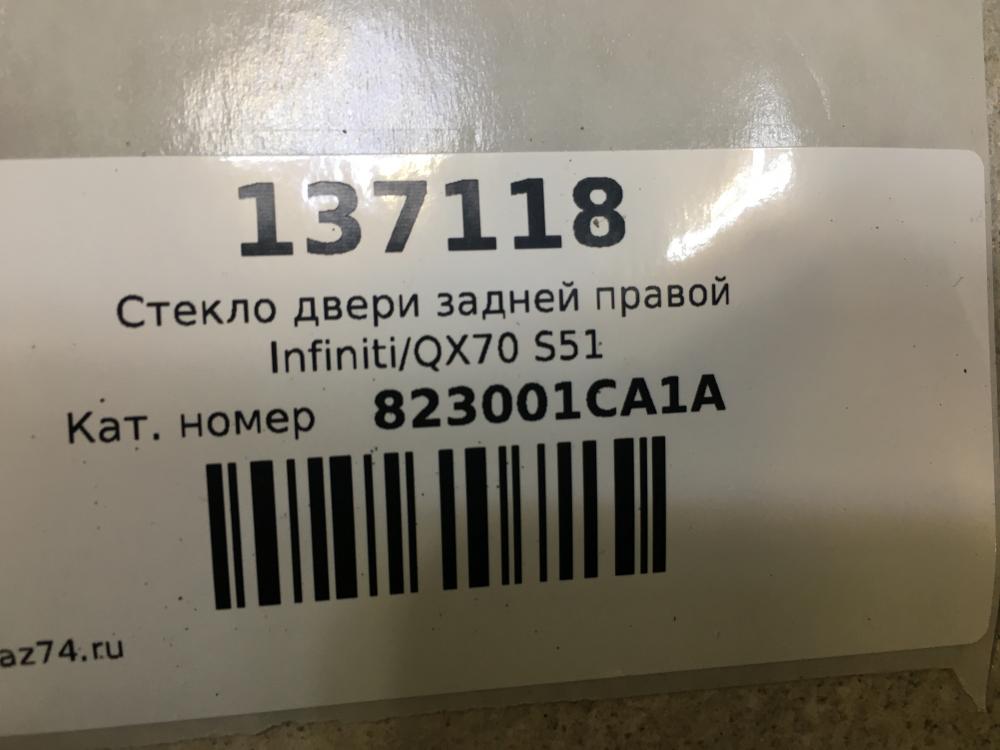 137118
Стекло двери задней правой
Infiniti/QX70 S51
Кат. номер 823001CA1A
az74.ru